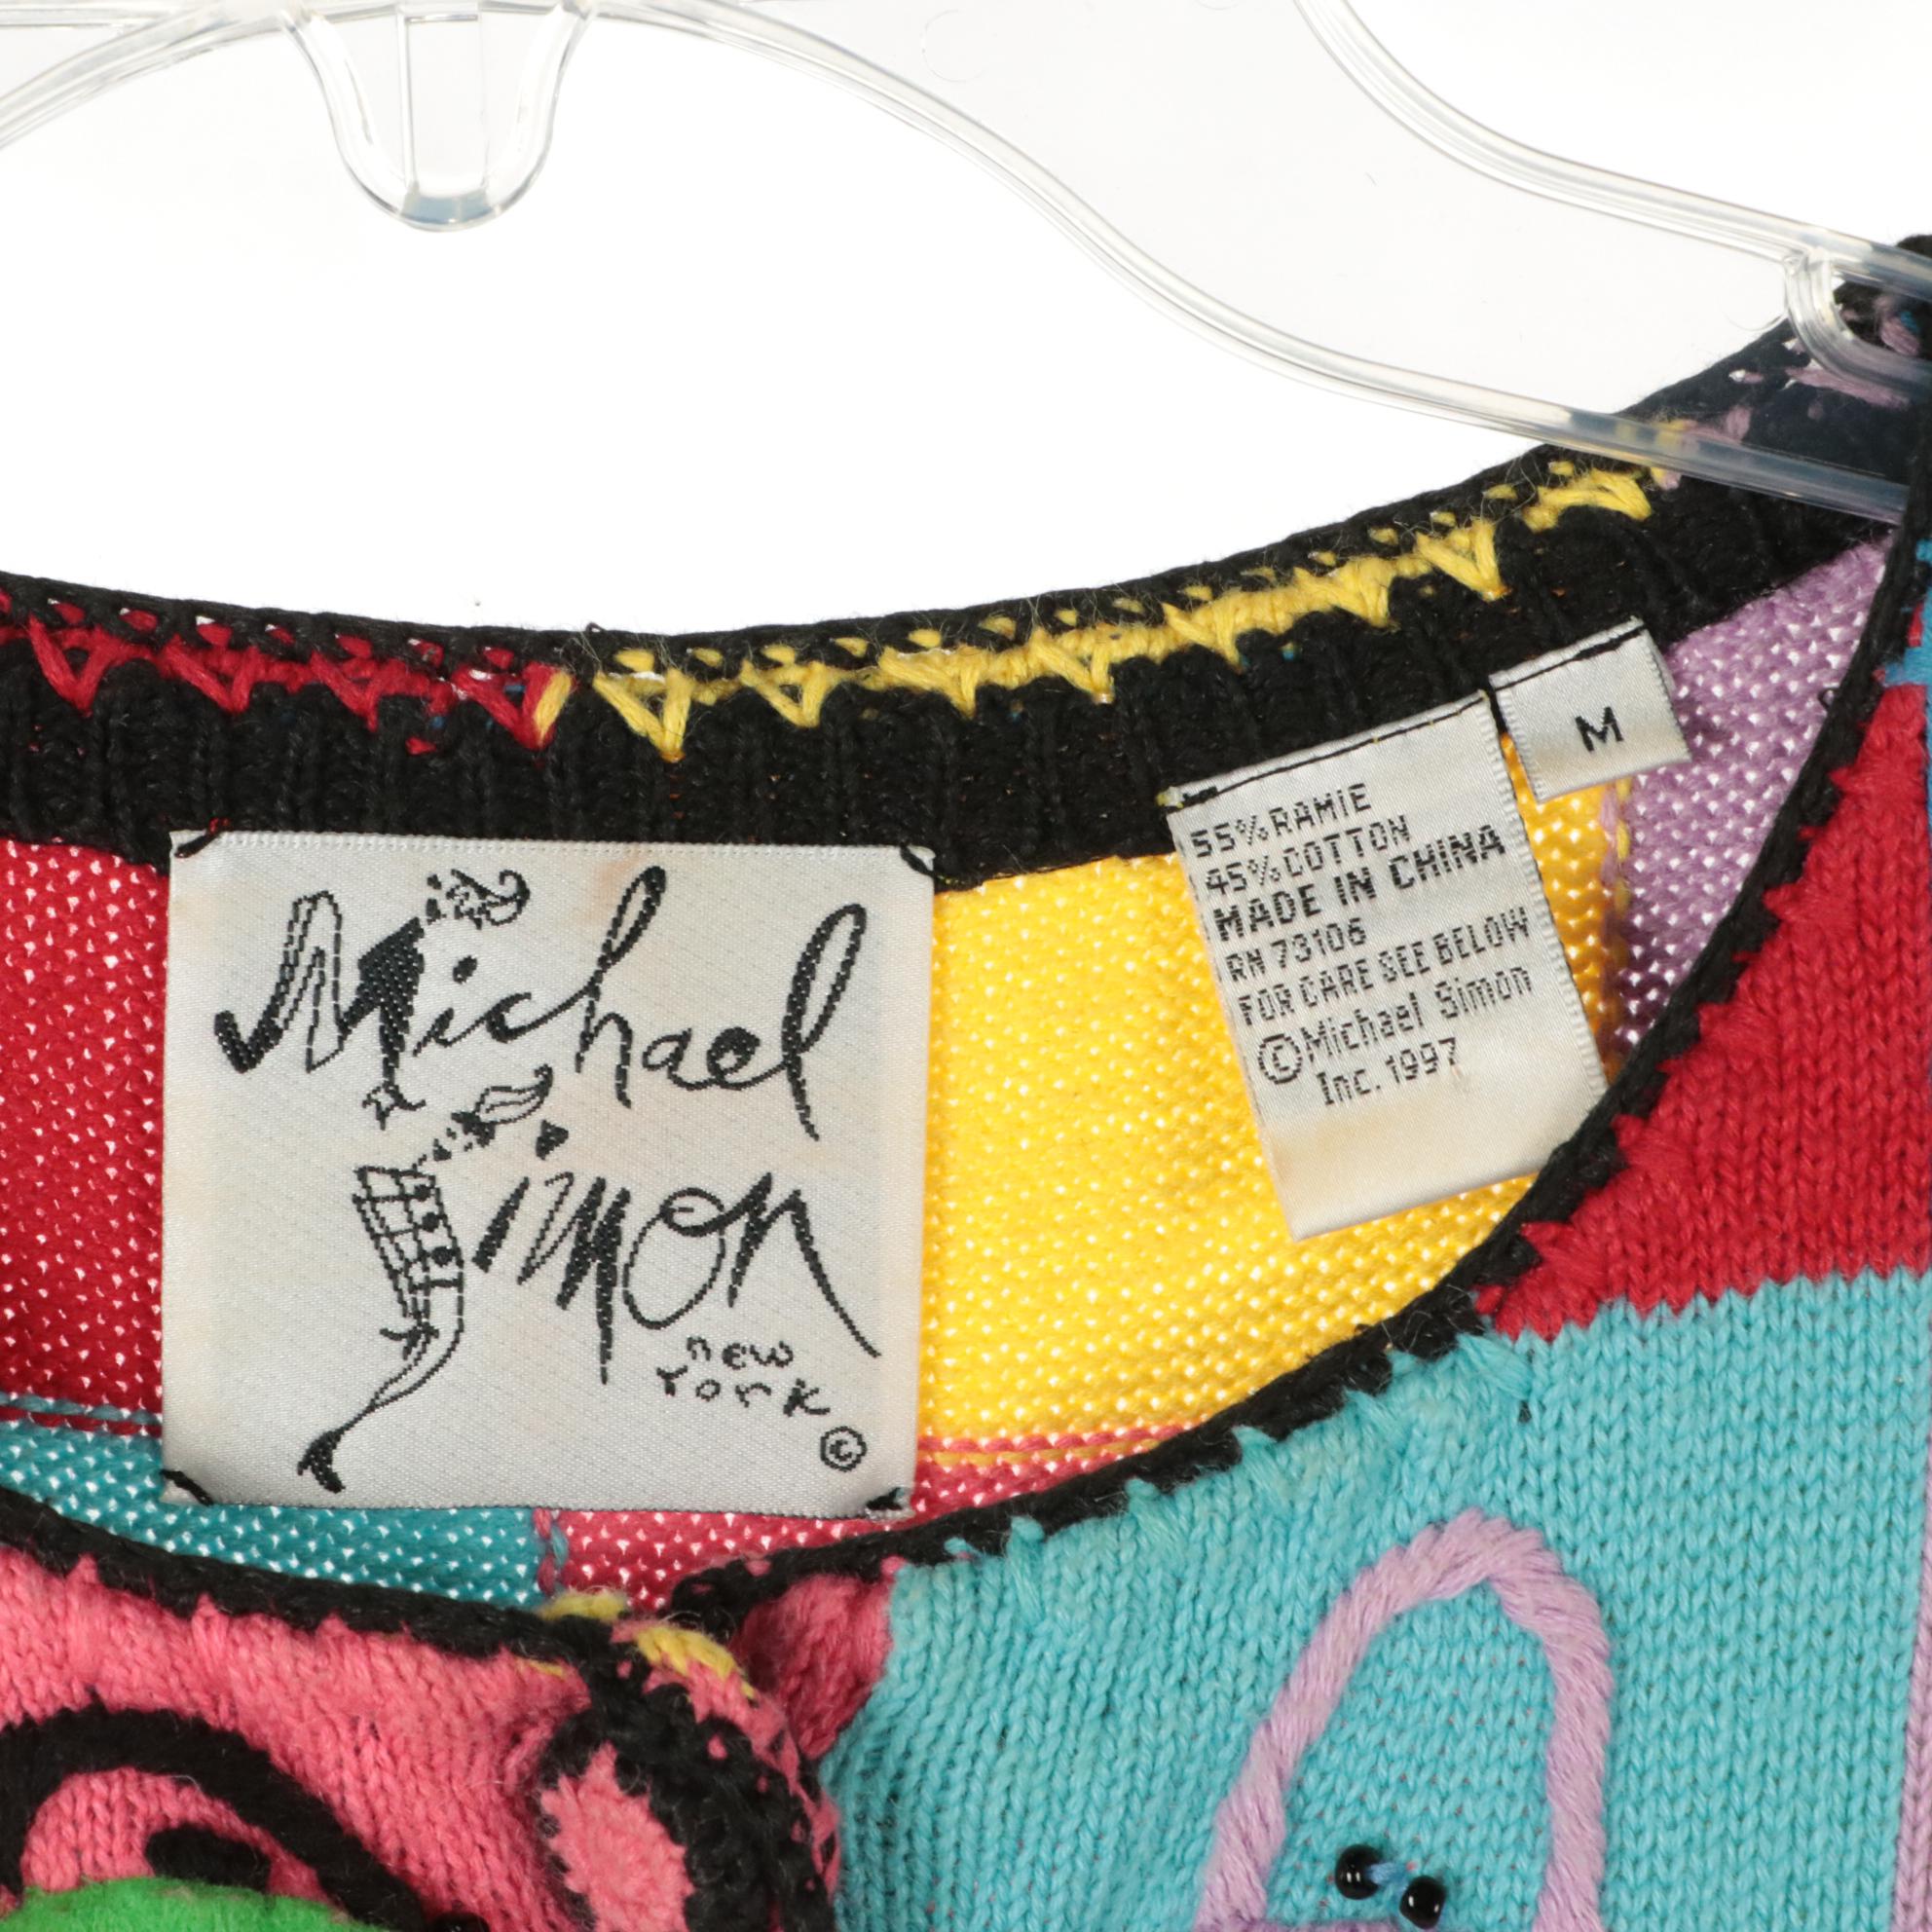 Michael
Simon
new
York
©
M
55% RAMIE
45% COTTON
MADE IN CHINA
RN 73106
FOR CARE SEE BELOW
© Michael Simon
Inc. 1997